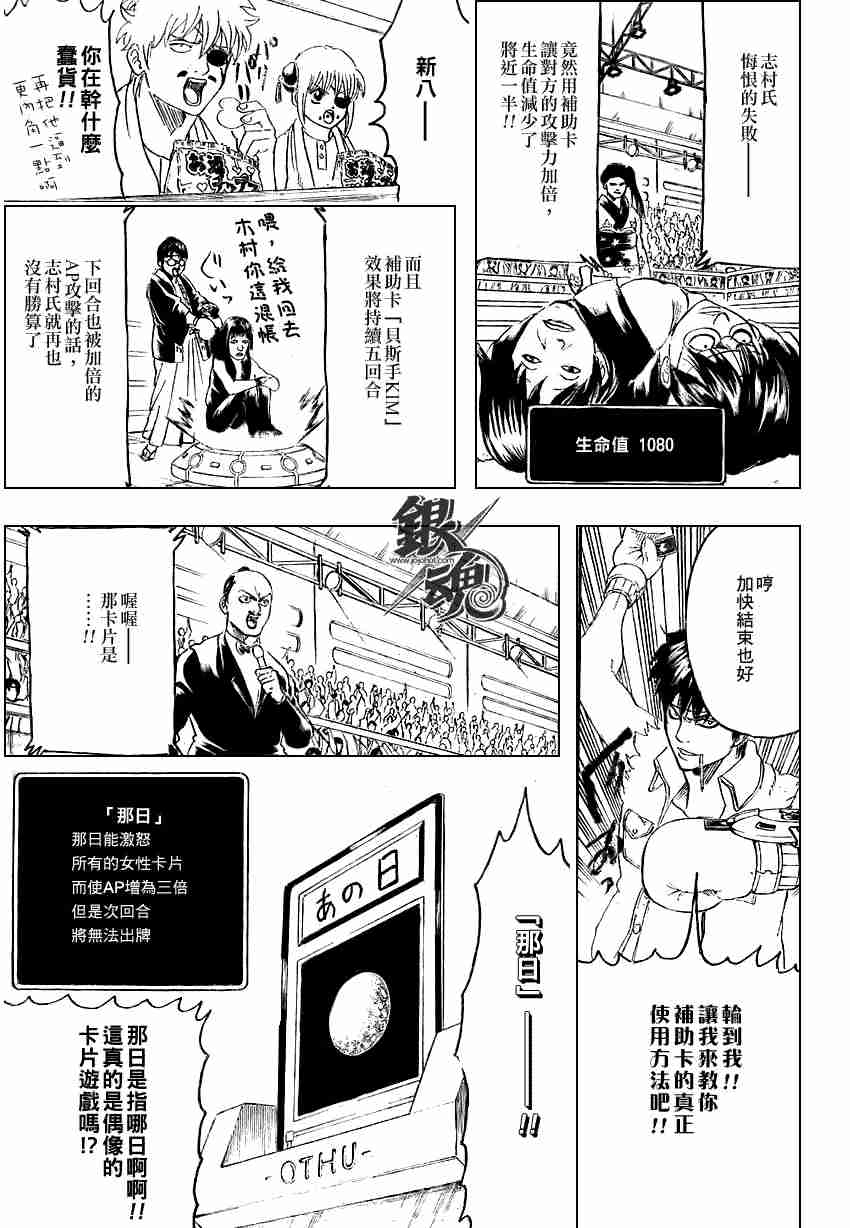 志村氏
悔恨的失敗——
竟然用補助卡
讓對方的攻擊力加倍，
生命值減少了
將近一半!!
生命值 1080
新八——
你在幹什麼
蠢貨!!
再把他逼到
更內角一點啊
而且
補助卡「貝斯手KIM」
效果將持續五回合
喂，給我回去
木村你這退帳
ぐいっ
下回合也被加倍的
AP攻擊的話，
志村氏就再也
沒有勝算了
銀魂
www.jojohot.com
哼
加快結束也好
輪到我!!
讓我來教你
補助卡的真正
使用方法吧!!
喔喔——
那卡片是
……!!
「那日」——!!
あの日
-OTHU-
「那日」
那日能激怒
所有的女性卡片
而使AP增為三倍
但是次回合
將無法出牌
那日是指哪日啊啊!!
這真的是偶像的
卡片遊戲嗎!?